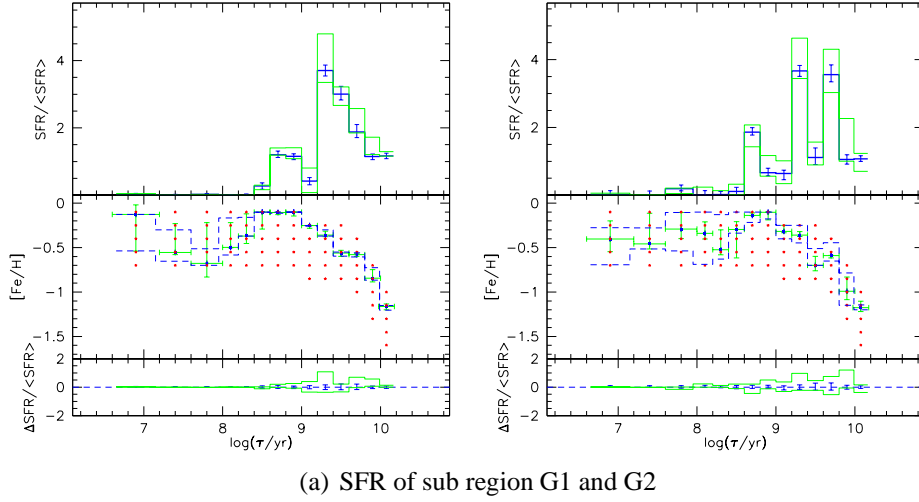 SFR/<SFR>
4
2
[Fe/H]
0
−0.5
−1
−1.5
ΔSFR/<SFR>
2
0
−2
7 8 9 10
log(τ/yr)
SFR/<SFR>
4
2
[Fe/H]
0
−0.5
−1
−1.5
ΔSFR/<SFR>
2
0
−2
7 8 9 10
log(τ/yr)
(a) SFR of sub region G1 and G2